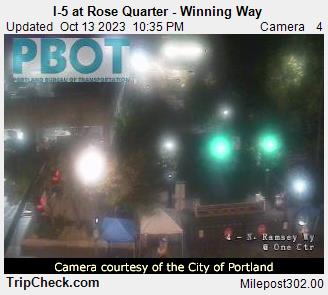 I-5 at Rose Quarter - Winning Way
Updated Oct 13 2023 10:35 PM Camera 4
PBOT
PORTLAND BUREAU OF TRANSPORTATION
4 - N. Ramsey Wy
@ One Ctr
Camera courtesy of the City of Portland
TripCheck.com Milepost302.00